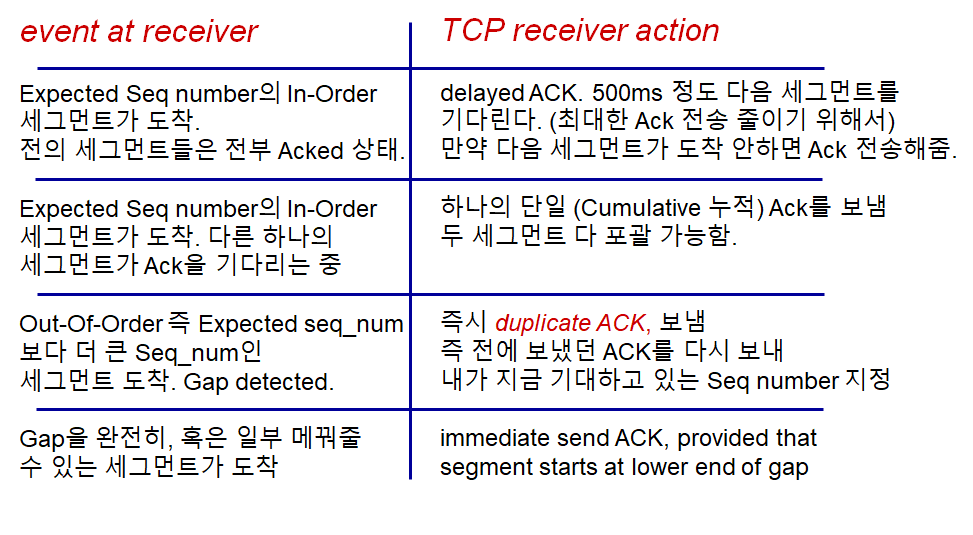 event at receiver
TCP receiver action
Expected Seq number의 In-Order
세그먼트가 도착.
전의 세그먼트들은 전부 Acked 상태.
delayed ACK. 500ms 정도 다음 세그먼트를
기다린다. (최대한 Ack 전송 줄이기 위해서)
만약 다음 세그먼트가 도착 안하면 Ack 전송해줌.
Expected Seq number의 In-Order
세그먼트가 도착. 다른 하나의
세그먼트가 Ack을 기다리는 중
하나의 단일 (Cumulative 누적) Ack를 보냄
두 세그먼트 다 포괄 가능함.
Out-Of-Order 즉 Expected seq_num
보다 더 큰 Seq_num인
세그먼트 도착. Gap detected.
즉시 duplicate ACK, 보냄
즉 전에 보냈던 ACK를 다시 보내
내가 지금 기대하고 있는 Seq number 지정
Gap을 완전히, 혹은 일부 메꿔줄
수 있는 세그먼트가 도착
immediate send ACK, provided that
segment starts at lower end of gap